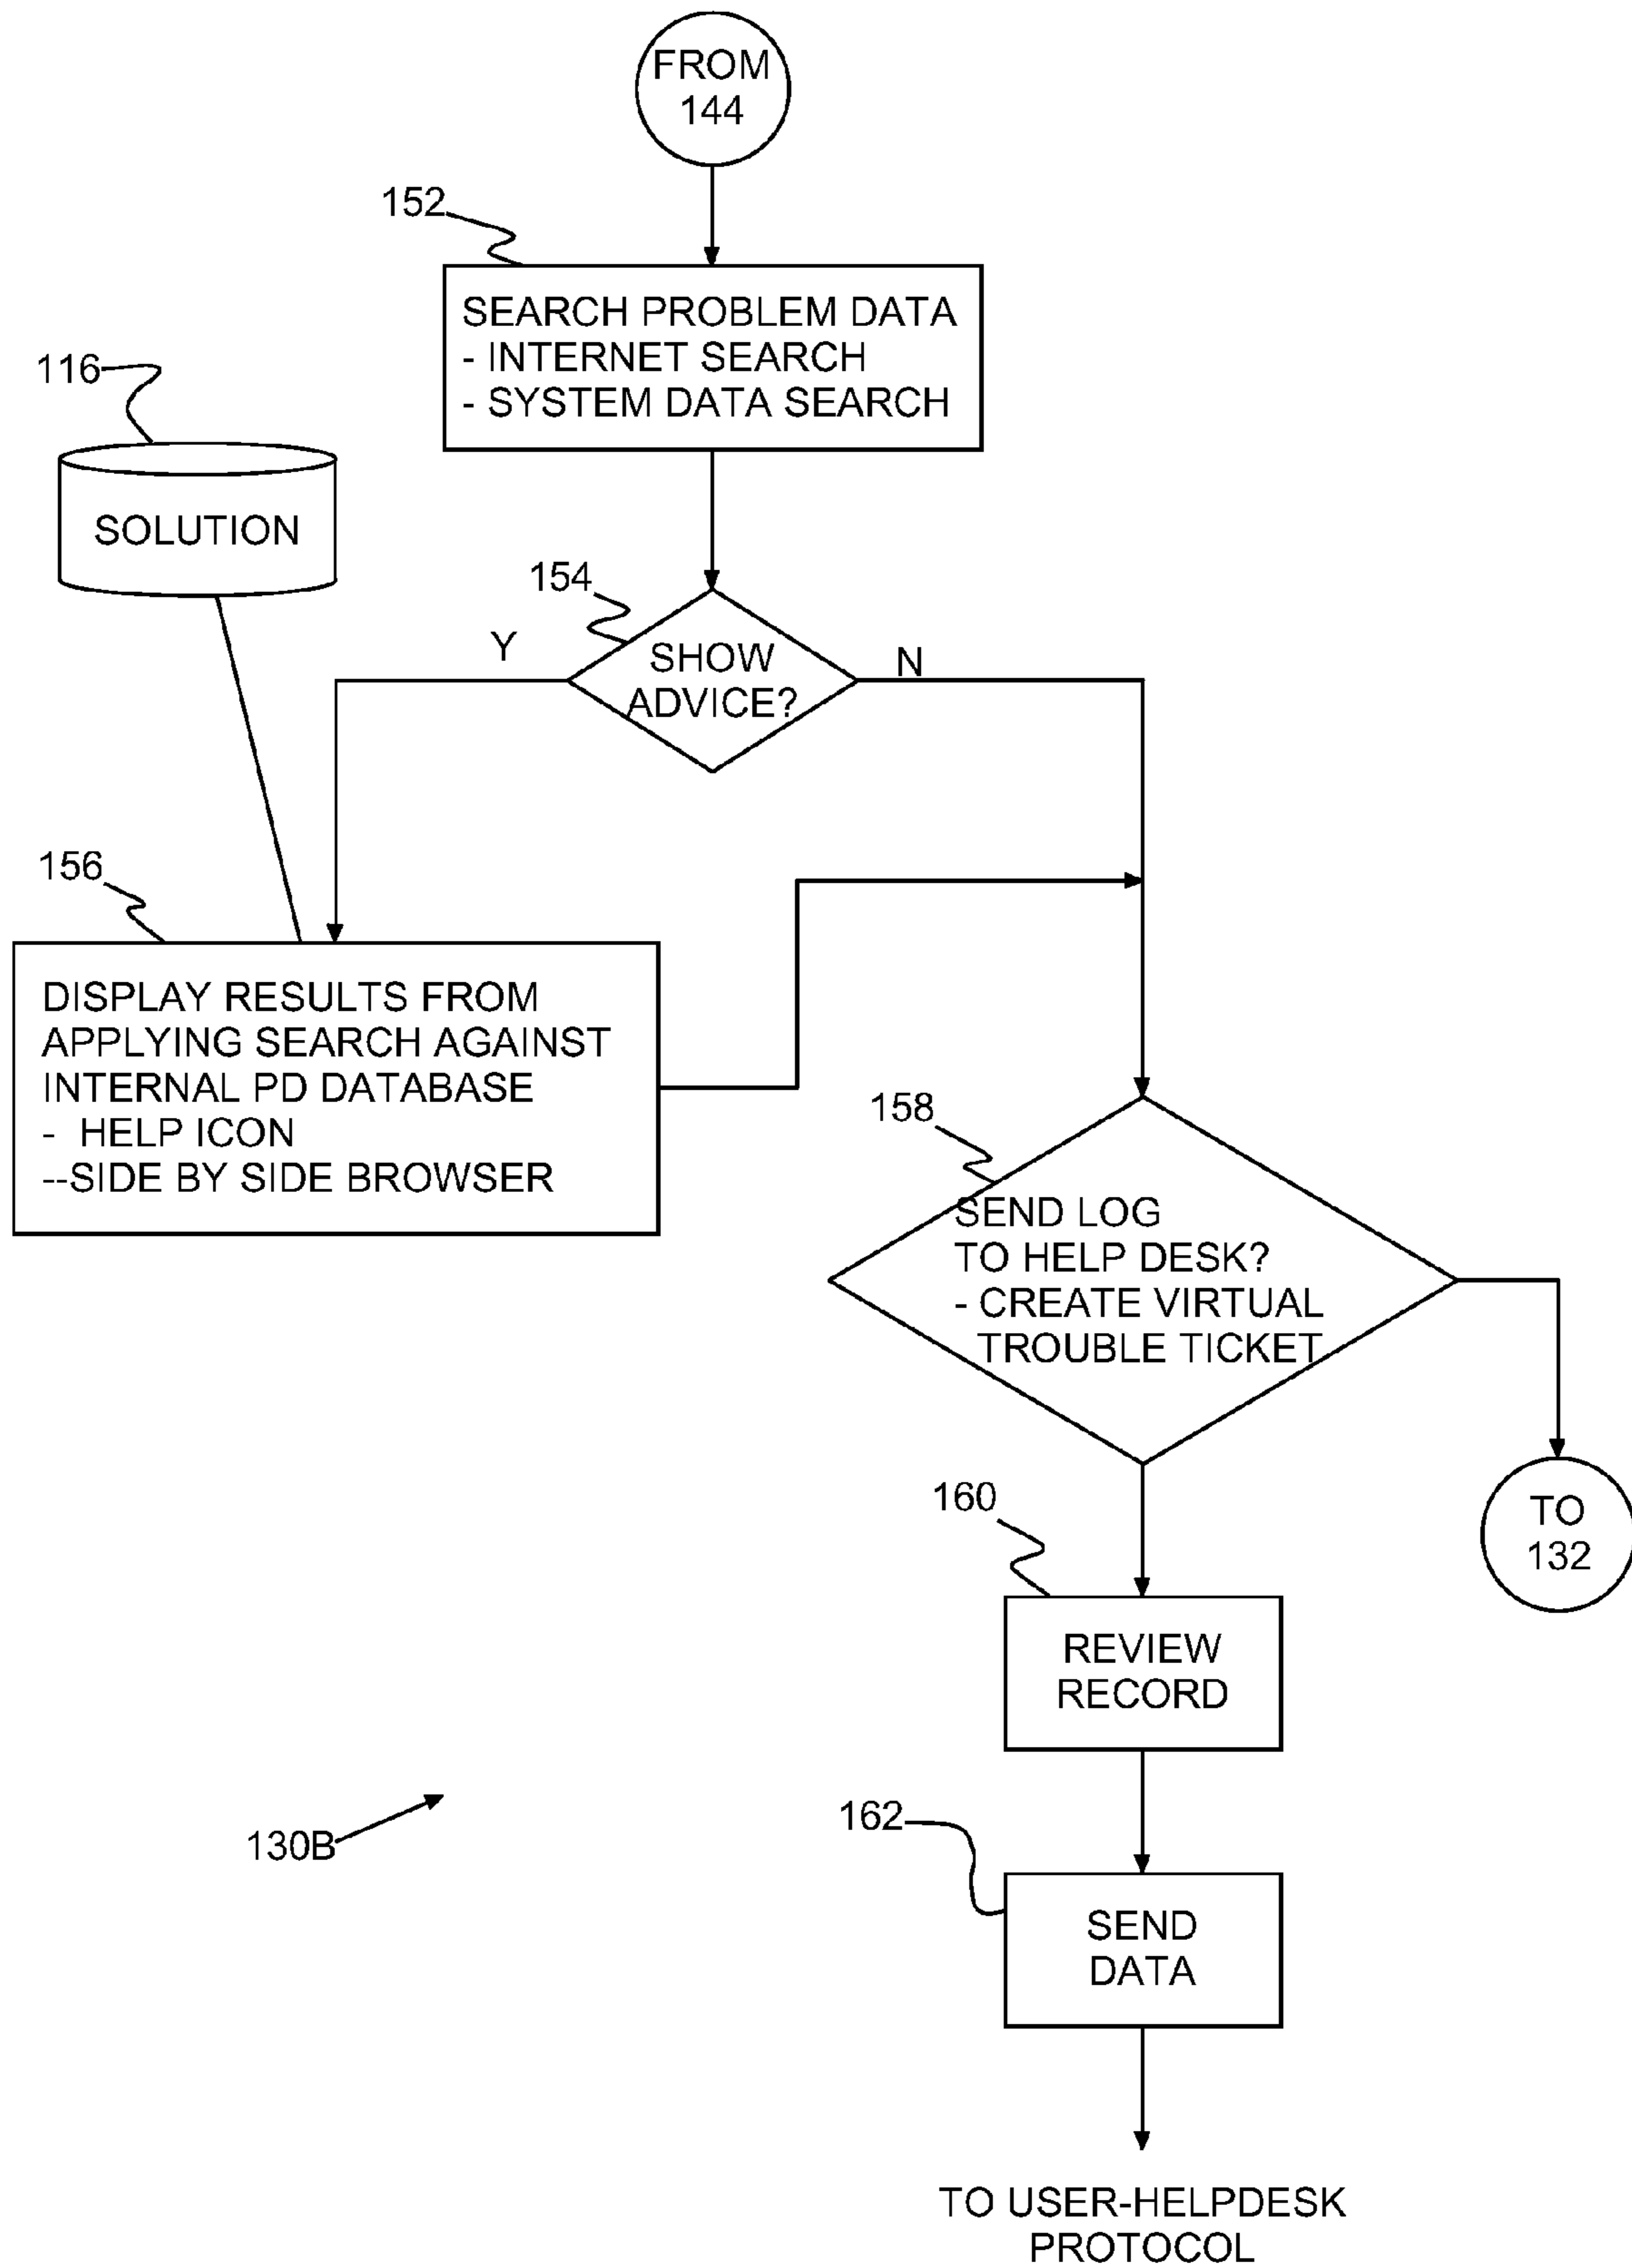 FROM
144
152
SEARCH PROBLEM DATA
- INTERNET SEARCH
- SYSTEM DATA SEARCH
116
SOLUTION
154
Y
SHOW
ADVICE?
N
156
DISPLAY RESULTS FROM
APPLYING SEARCH AGAINST
INTERNAL PD DATABASE
- HELP ICON
--SIDE BY SIDE BROWSER
158
SEND LOG
TO HELP DESK?
- CREATE VIRTUAL
TROUBLE TICKET
TO
132
160
REVIEW
RECORD
130B
162
SEND
DATA
TO USER-HELPDESK
PROTOCOL